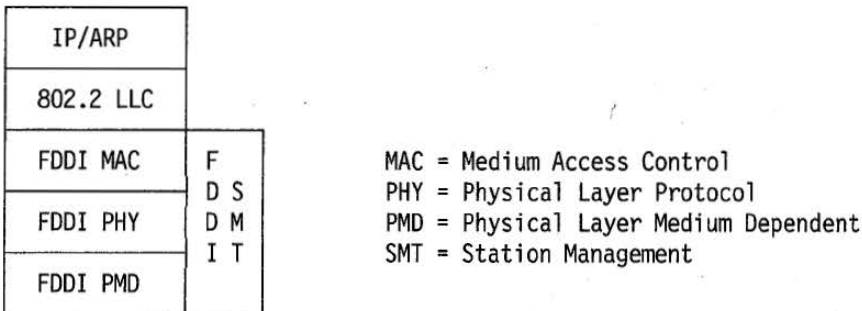 IP/ARP
802.2 LLC
FDDI MAC
FDDI PHY
FDDI PMD
F
D S
D M
I T
MAC = Medium Access Control
PHY = Physical Layer Protocol
PMD = Physical Layer Medium Dependent
SMT = Station Management